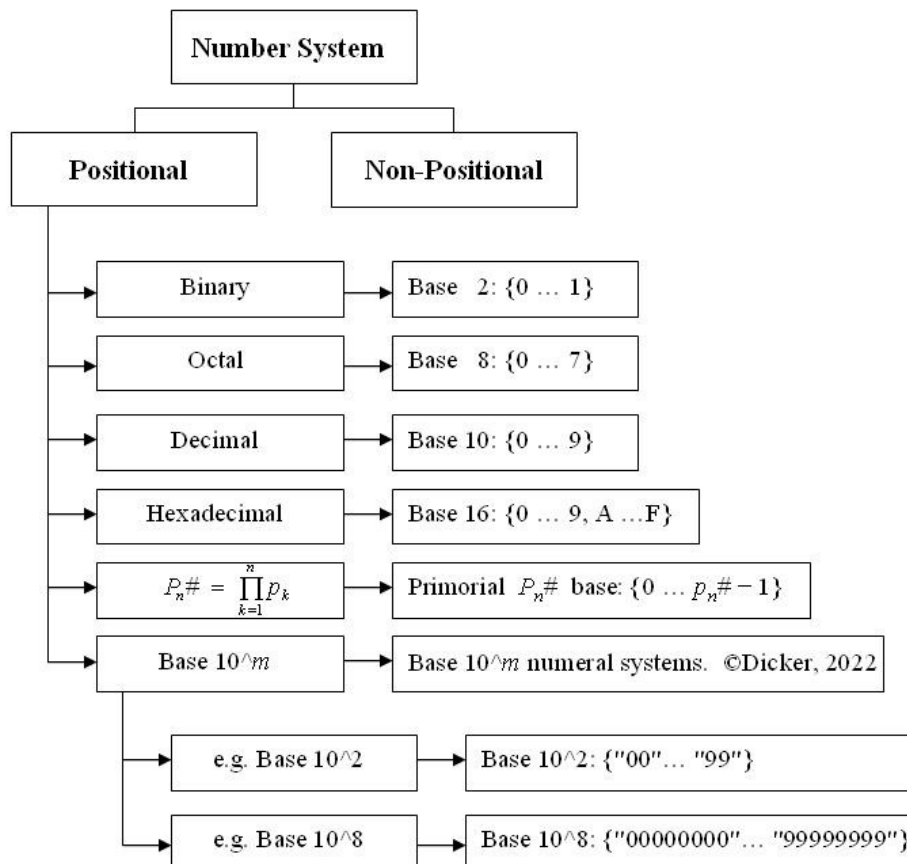 Number System
Positional
Non-Positional
Binary
Base 2: {0 … 1}
Octal
Base 8: {0 … 7}
Decimal
Base 10: {0 … 9}
Hexadecimal
Base 16: {0 … 9, A …F}
P_n# = ∏_{k=1}^{n} p_k
Primorial P_n# base: {0 … p_n# − 1}
Base 10^m
Base 10^m numeral systems. ©Dicker, 2022
e.g. Base 10^2
Base 10^2: {"00"… "99"}
e.g. Base 10^8
Base 10^8: {"00000000"… "99999999"}